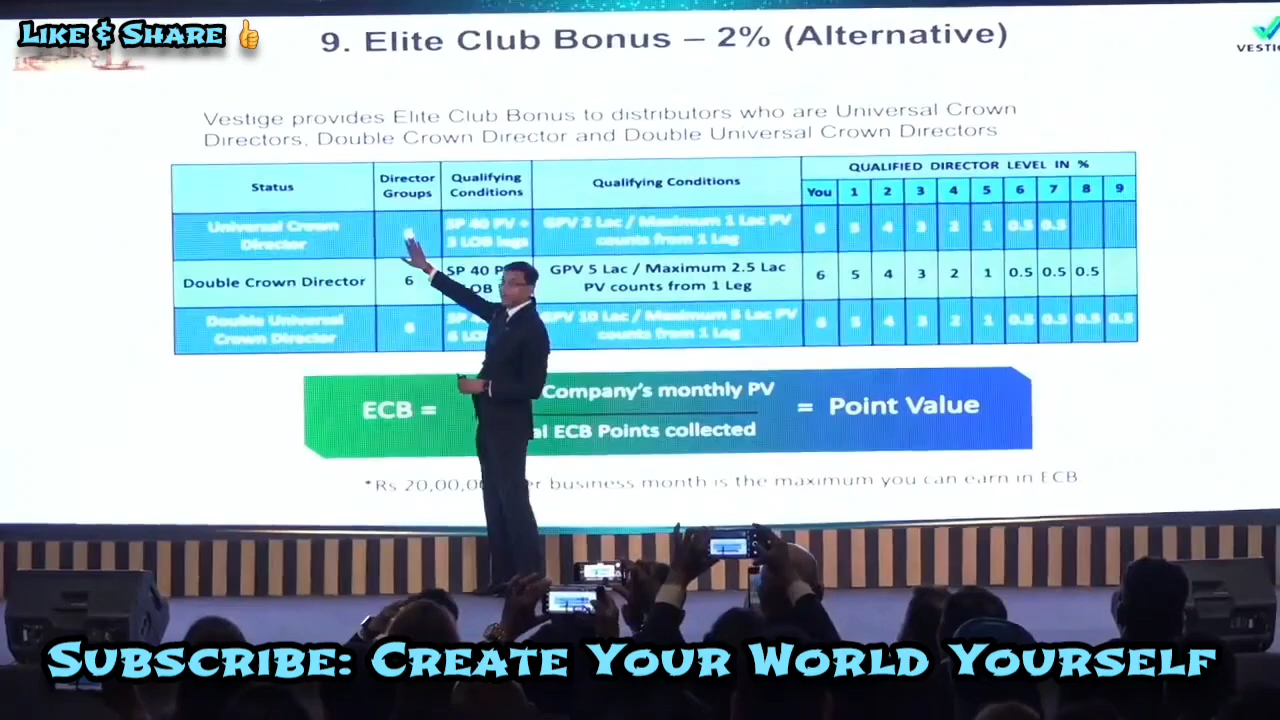 LIKE & SHARE 👍
9. Elite Club Bonus – 2% (Alternative)
VESTIG
Vestige provides Elite Club Bonus to distributors who are Universal Crown
Directors, Double Crown Director and Double Universal Crown Directors
Status Director Groups Qualifying Conditions Qualifying Conditions QUALIFIED DIRECTOR LEVEL IN %
You 1 2 3 4 5 6 7 8 9
Universal Crown Director SP 40 PV + 3 LOB legs GPV 2 Lac / Maximum 1 Lac PV counts from 1 Leg 6 5 4 3 2 1 0.5 0.5
Double Crown Director 6 SP 40 P OB GPV 5 Lac / Maximum 2.5 Lac PV counts from 1 Leg 6 5 4 3 2 1 0.5 0.5 0.5
Double Universal Crown Director 6 SP 6 LO GPV 10 Lac / Maximum 5 Lac PV counts from 1 Leg 6 5 4 3 2 1 0.5 0.5 0.5 0.5
Company's monthly PV
ECB = = Point Value
al ECB Points collected
*Rs 20,00,0 er business month is the maximum you can earn in ECB
SUBSCRIBE: CREATE YOUR WORLD YOURSELF